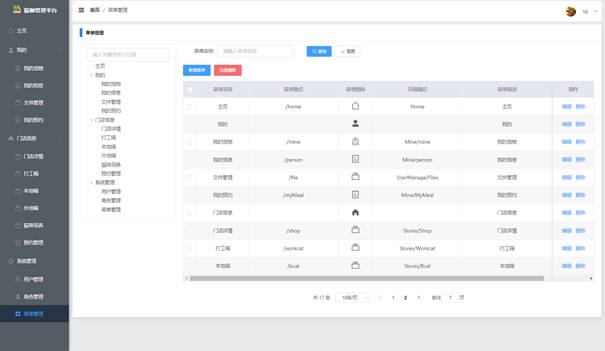 猫咖管理平台
首页 / 菜单管理
hjj
主页
我的
我的宠物
我的信息
文件管理
我的预约
门店信息
门店详情
打工猫
本地猫
外地猫
猫咪领养
预约管理
系统管理
用户管理
角色管理
菜单管理
菜单管理
输入关键字进行过滤
主页
我的
我的宠物
我的信息
文件管理
我的预约
门店信息
门店详情
打工猫
本地猫
外地猫
猫咪领养
预约管理
系统管理
用户管理
角色管理
菜单管理
菜单名称 请输入菜单名称 查询 重置
新增菜单 批量删除
菜单名称 菜单路径 菜单图标 页面路径 菜单描述 操作
主页 /home Home 主页 编辑 删除
我的 我的 编辑 删除
我的宠物 /mine Mine/mine 我的宠物 编辑 删除
我的信息 /person Mine/person 我的信息 编辑 删除
文件管理 /file UserManage/Files 文件管理 编辑 删除
我的预约 /myMeal Mine/MyMeal 我的预约 编辑 删除
门店信息 门店信息 编辑 删除
门店详情 /shop Stores/Shop 门店详情 编辑 删除
打工猫 /workcat Stores/Workcat 打工猫 编辑 删除
本地猫 /bcat Stores/Bcat 本地猫 编辑 删除
共 17 条 10条/页 1 2 前往 1 页